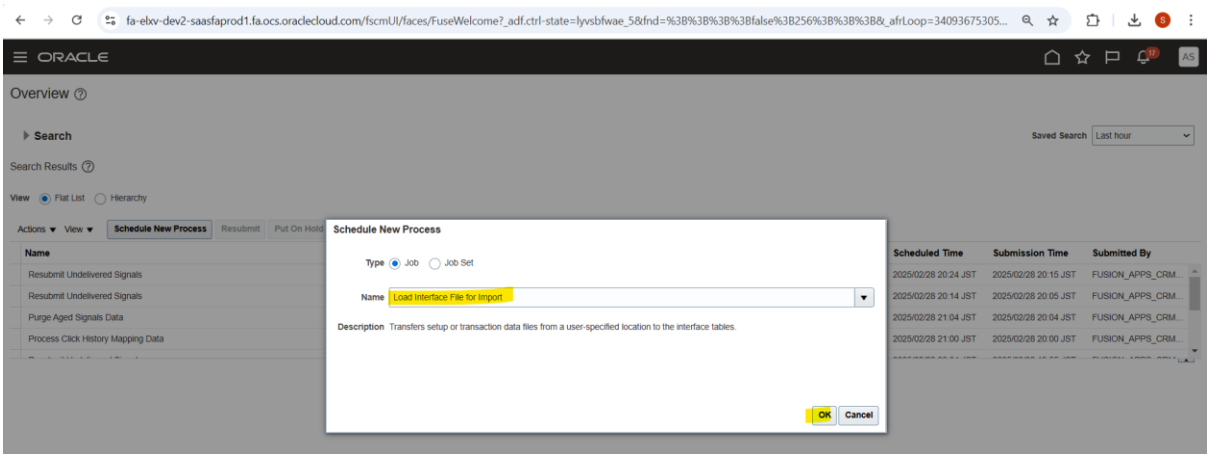 fa-elxv-dev2-saasfaprod1.fa.ocs.oraclecloud.com/fscmUI/faces/FuseWelcome?_adf.ctrl-state=lyvsbfwae_5&fnd=%3B%3B%3B%3Bfalse%3B256%3B%3B%3B&_afrLoop=34093675305...
S
ORACLE
17
AS
Overview
Search
Saved Search Last hour
Search Results
View Flat List Hierarchy
Actions View Schedule New Process Resubmit Put On Hold
Schedule New Process
Type Job Job Set
Name Load Interface File for Import
Description Transfers setup or transaction data files from a user-specified location to the interface tables.
OK Cancel
Name Scheduled Time Submission Time Submitted By
Resubmit Undelivered Signals 2025/02/28 20:24 JST 2025/02/28 20:15 JST FUSION_APPS_CRM...
Resubmit Undelivered Signals 2025/02/28 20:14 JST 2025/02/28 20:05 JST FUSION_APPS_CRM...
Purge Aged Signals Data 2025/02/28 21:04 JST 2025/02/28 20:04 JST FUSION_APPS_CRM...
Process Click History Mapping Data 2025/02/28 21:00 JST 2025/02/28 20:00 JST FUSION_APPS_CRM...